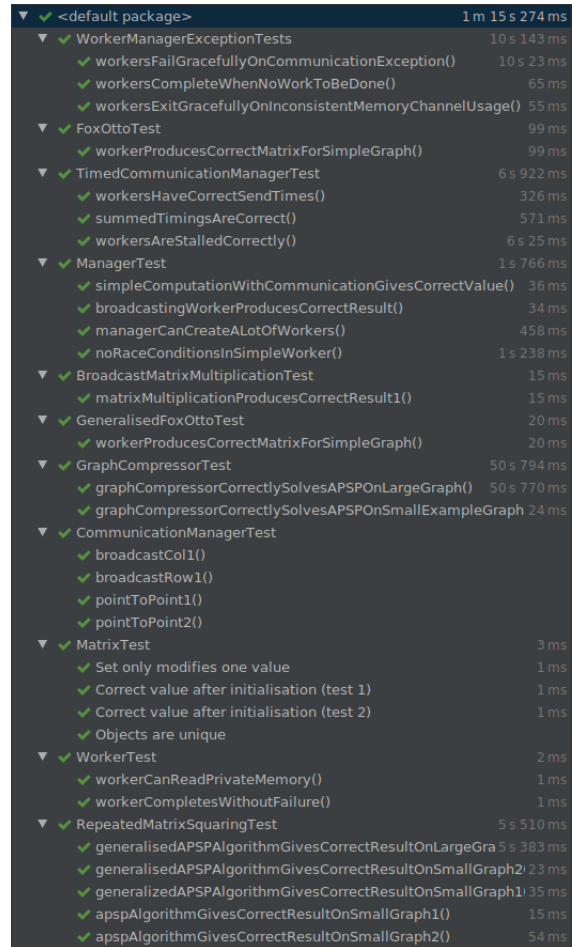 <default package> 1 m 15 s 274 ms
WorkerManagerExceptionTests 10 s 143 ms
workersFailGracefullyOnCommunicationException() 10 s 23 ms
workersCompleteWhenNoWorkToBeDone() 65 ms
workersExitGracefullyOnInconsistentMemoryChannelUsage() 55 ms
FoxOttoTest 99 ms
workerProducesCorrectMatrixForSimpleGraph() 99 ms
TimedCommunicationManagerTest 6 s 922 ms
workersHaveCorrectSendTimes() 326 ms
summedTimingsAreCorrect() 571 ms
workersAreStalledCorrectly() 6 s 25 ms
ManagerTest 1 s 766 ms
simpleComputationWithCommunicationGivesCorrectValue() 36 ms
broadcastingWorkerProducesCorrectResult() 34 ms
managerCanCreateALotOfWorkers() 458 ms
noRaceConditionsInSimpleWorker() 1 s 238 ms
BroadcastMatrixMultiplicationTest 15 ms
matrixMultiplicationProducesCorrectResult1() 15 ms
GeneralisedFoxOttoTest 20 ms
workerProducesCorrectMatrixForSimpleGraph() 20 ms
GraphCompressorTest 50 s 794 ms
graphCompressorCorrectlySolvesAPSPOnLargeGraph() 50 s 770 ms
graphCompressorCorrectlySolvesAPSPOnSmallExampleGraph 24 ms
CommunicationManagerTest
broadcastCol1()
broadcastRow1()
pointToPoint1()
pointToPoint2()
MatrixTest 3 ms
Set only modifies one value 1 ms
Correct value after initialisation (test 1) 1 ms
Correct value after initialisation (test 2) 1 ms
Objects are unique
WorkerTest 2 ms
workerCanReadPrivateMemory() 1 ms
workerCompletesWithoutFailure() 1 ms
RepeatedMatrixSquaringTest 5 s 510 ms
generalisedAPSPAlgorithmGivesCorrectResultOnLargeGra 5 s 383 ms
generalisedAPSPAlgorithmGivesCorrectResultOnSmallGraph2( 23 ms
generalizedAPSPAlgorithmGivesCorrectResultOnSmallGraph1( 35 ms
apspAlgorithmGivesCorrectResultOnSmallGraph1() 15 ms
apspAlgorithmGivesCorrectResultOnSmallGraph2() 54 ms